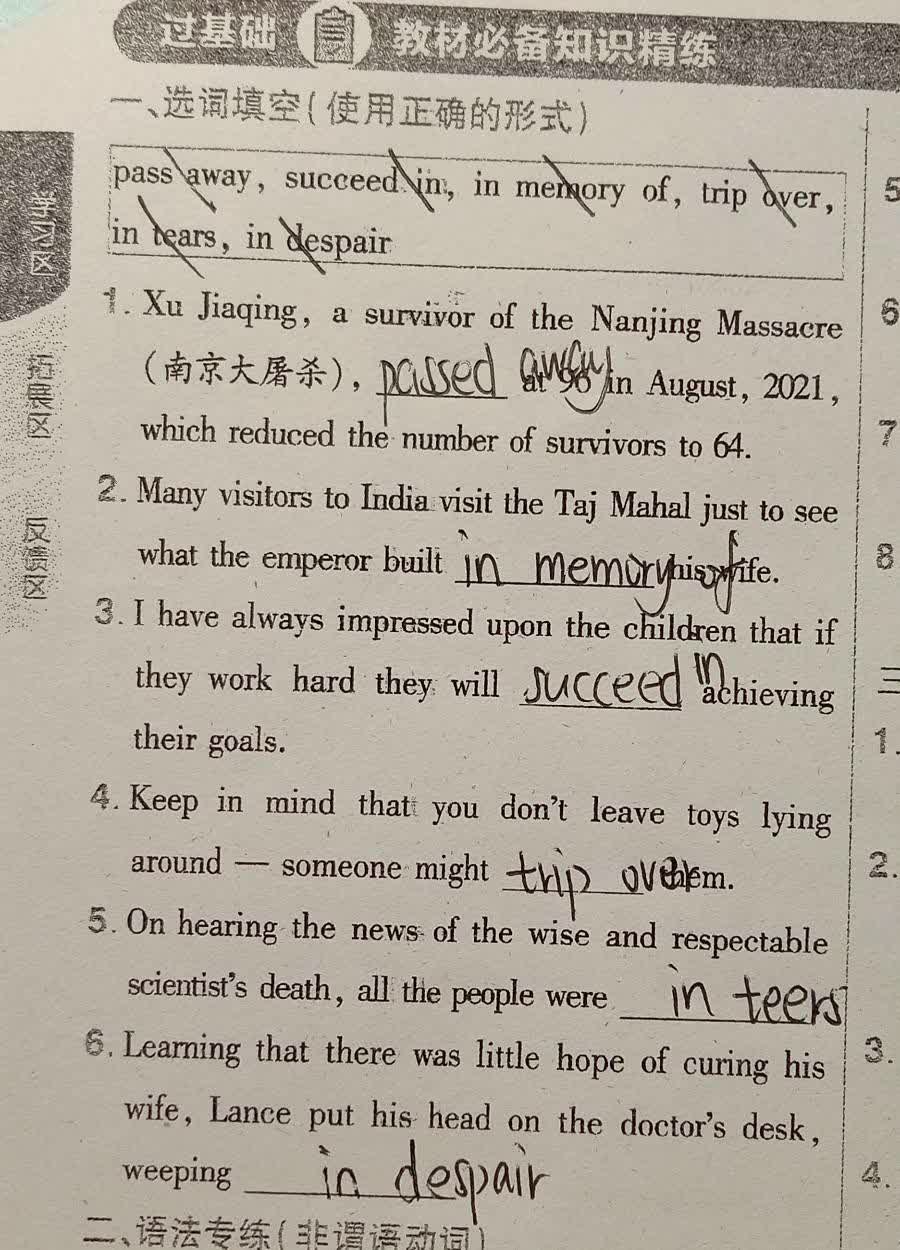 过基础 教材必备知识精练
一、选词填空(使用正确的形式)
pass away, succeed in, in memory of, trip over,
in tears, in despair
1. Xu Jiaqing, a survivor of the Nanjing Massacre
(南京大屠杀), passed away at 96 in August, 2021,
which reduced the number of survivors to 64.
2. Many visitors to India visit the Taj Mahal just to see
what the emperor built in memory of his wife.
3. I have always impressed upon the children that if
they work hard they will succeed in achieving
their goals.
4. Keep in mind that you don't leave toys lying
around — someone might trip over them.
5. On hearing the news of the wise and respectable
scientist's death, all the people were in teers
6. Learning that there was little hope of curing his
wife, Lance put his head on the doctor's desk,
weeping in despair
二、语法专练(非谓语动词)
学习区
拓展区
反馈区
5
6
7
8
三
1.
2.
3.
4.